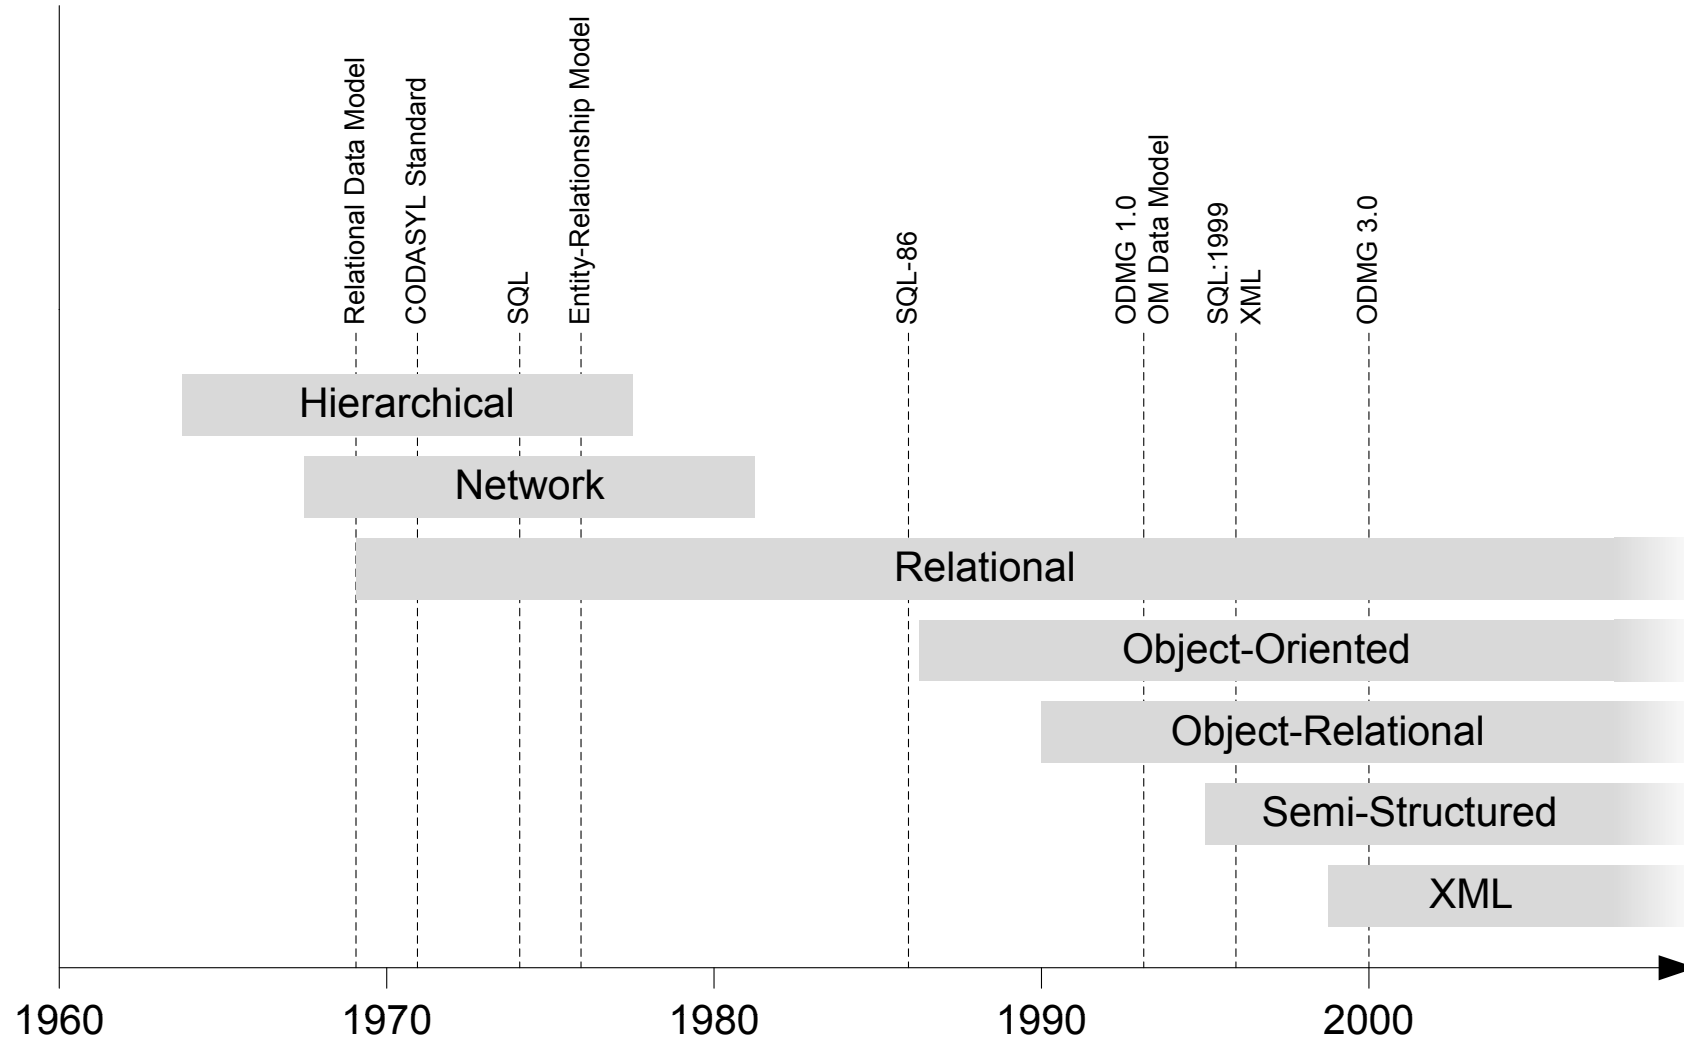 Relational Data Model
CODASYL Standard
SQL
Entity-Relationship Model
SQL-86
ODMG 1.0
OM Data Model
SQL:1999
XML
ODMG 3.0
Hierarchical
Network
Relational
Object-Oriented
Object-Relational
Semi-Structured
XML
1960
1970
1980
1990
2000